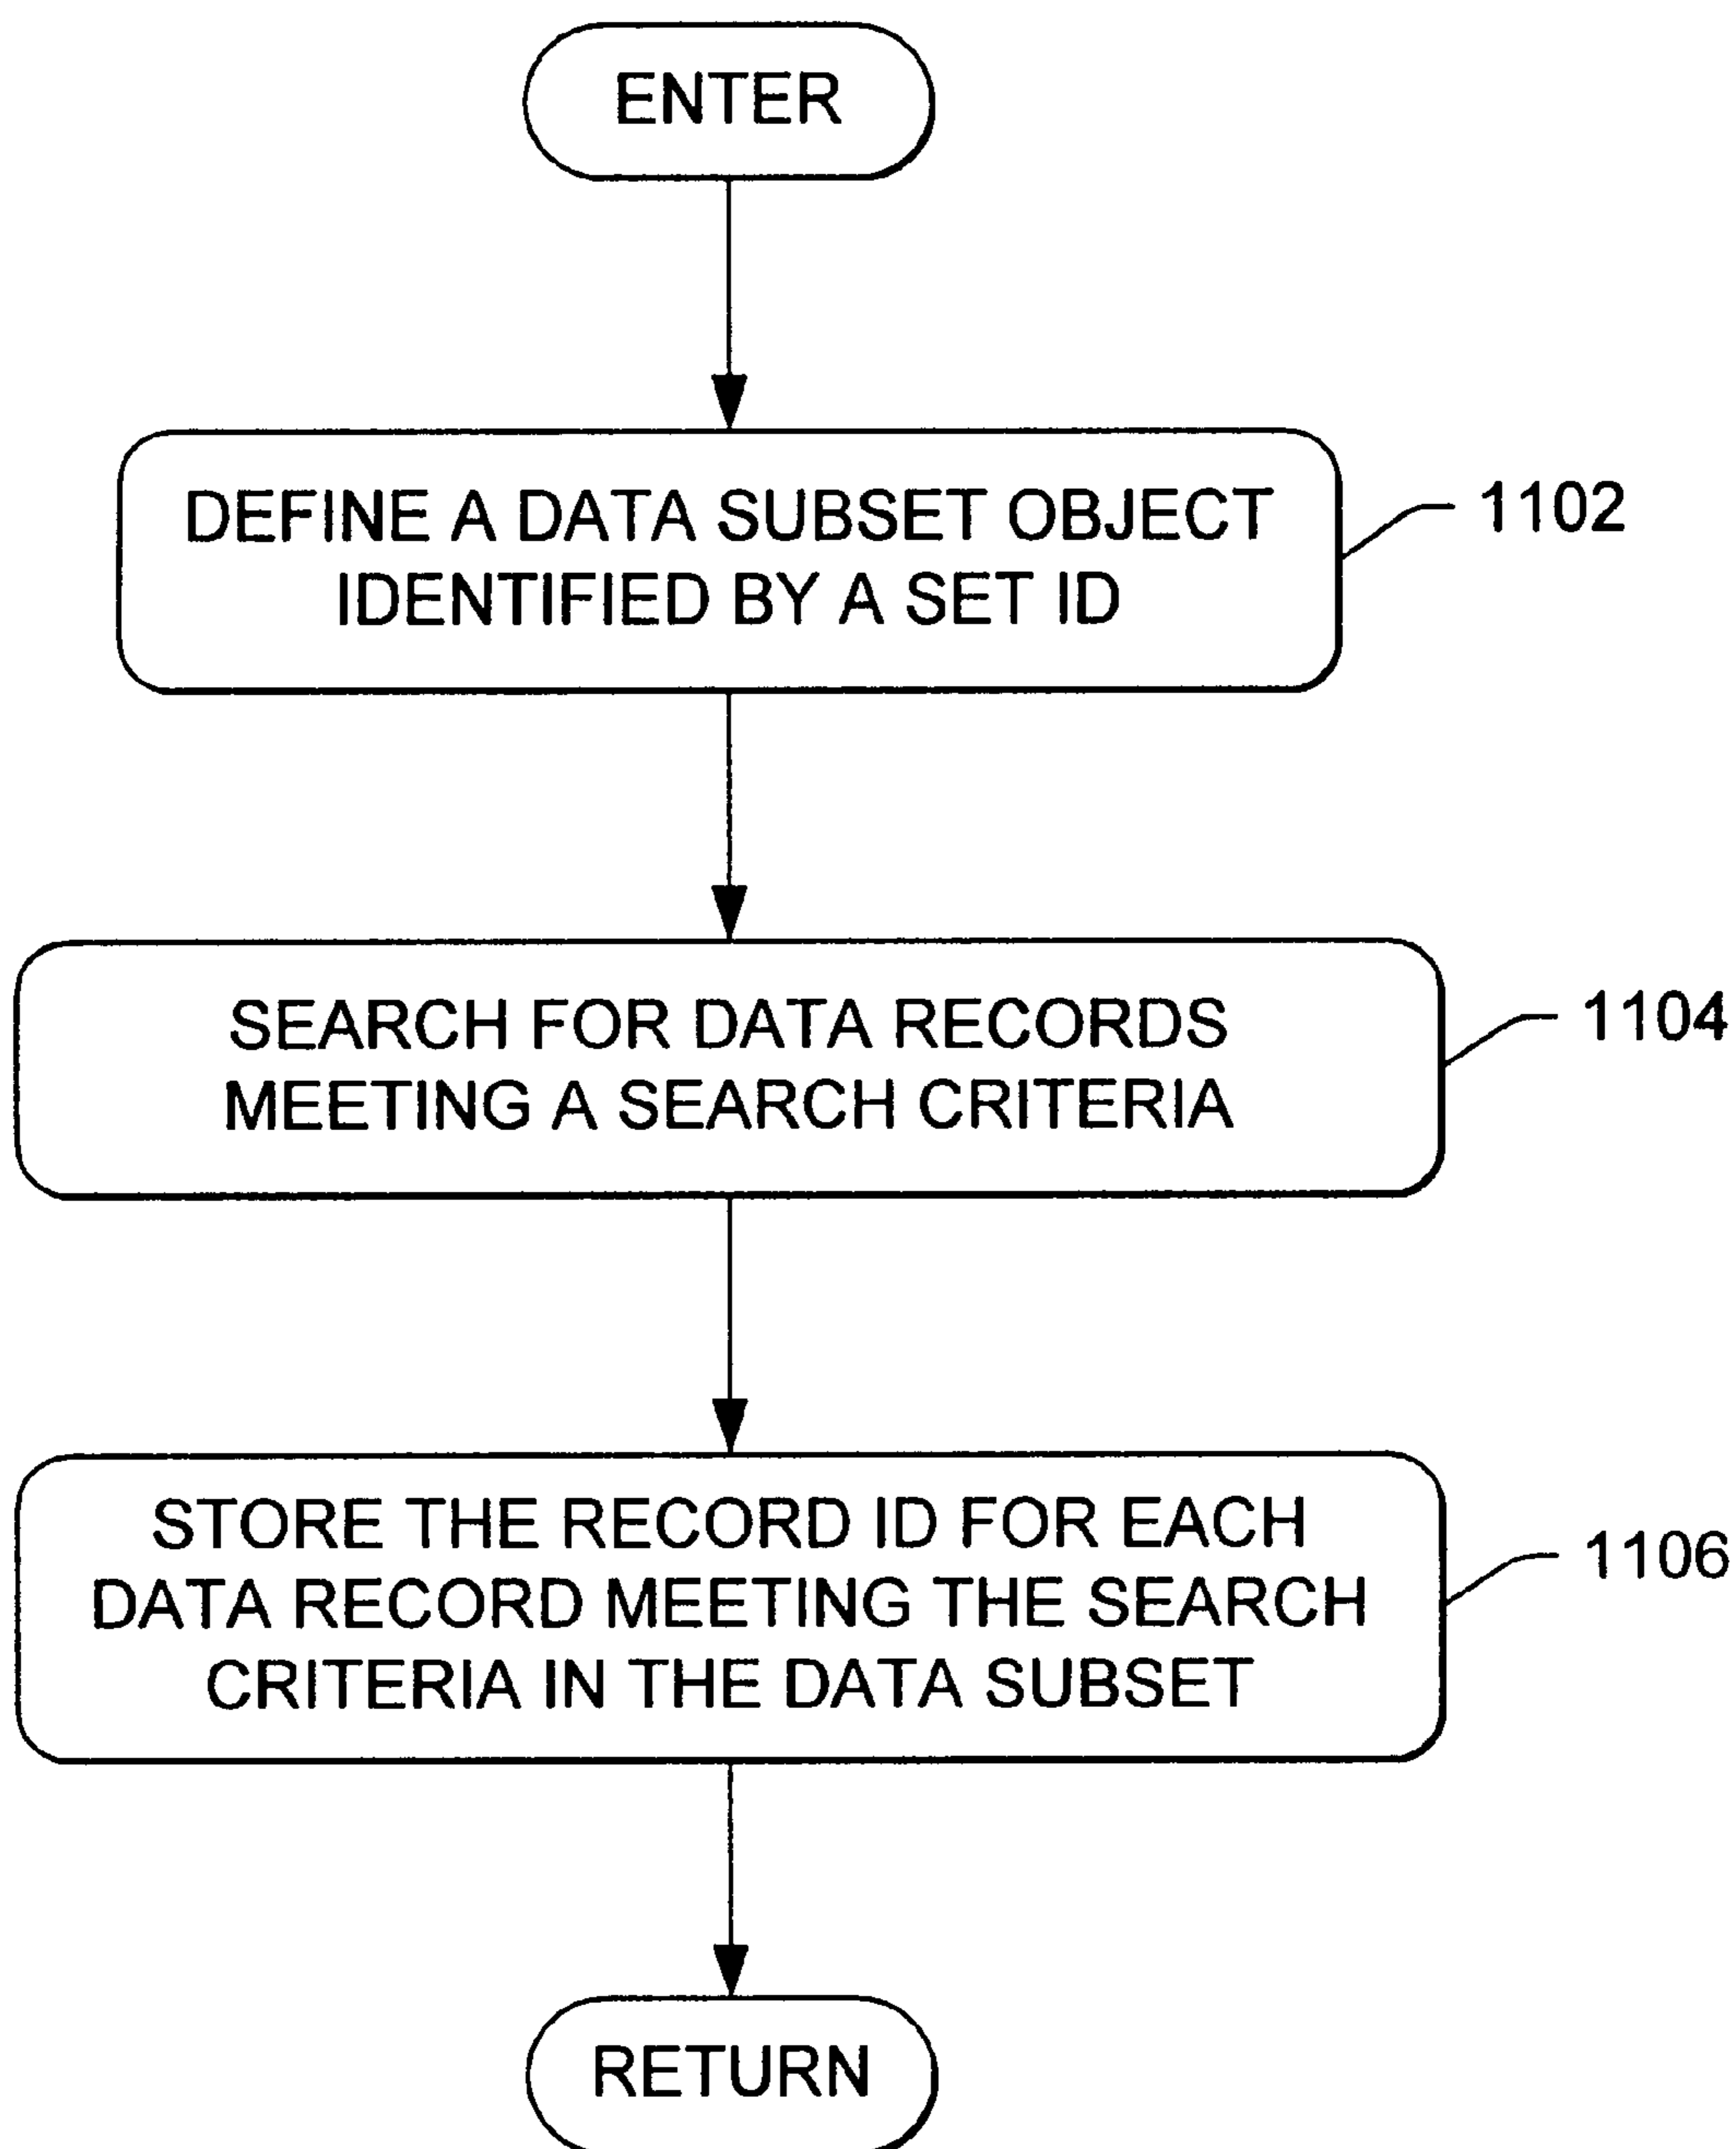 ENTER
DEFINE A DATA SUBSET OBJECT
IDENTIFIED BY A SET ID
1102
SEARCH FOR DATA RECORDS
MEETING A SEARCH CRITERIA
1104
STORE THE RECORD ID FOR EACH
DATA RECORD MEETING THE SEARCH
CRITERIA IN THE DATA SUBSET
1106
RETURN